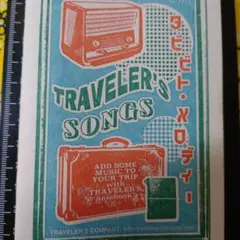 TRAVELER'S
SONGS
タビビト・メロディー
ADD SOME
MUSIC TO
YOUR TRIP
with
TRAVELER'S
notebook
TRAVELER'S COMPANY